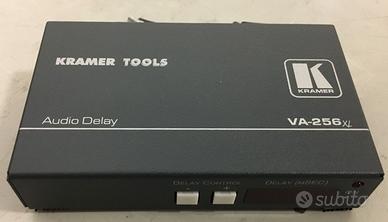 KRAMER TOOLS
K
KRAMER
Audio Delay
VA-256XL
DELAY CONTROL
DELAY (mSEC)
- +
subito